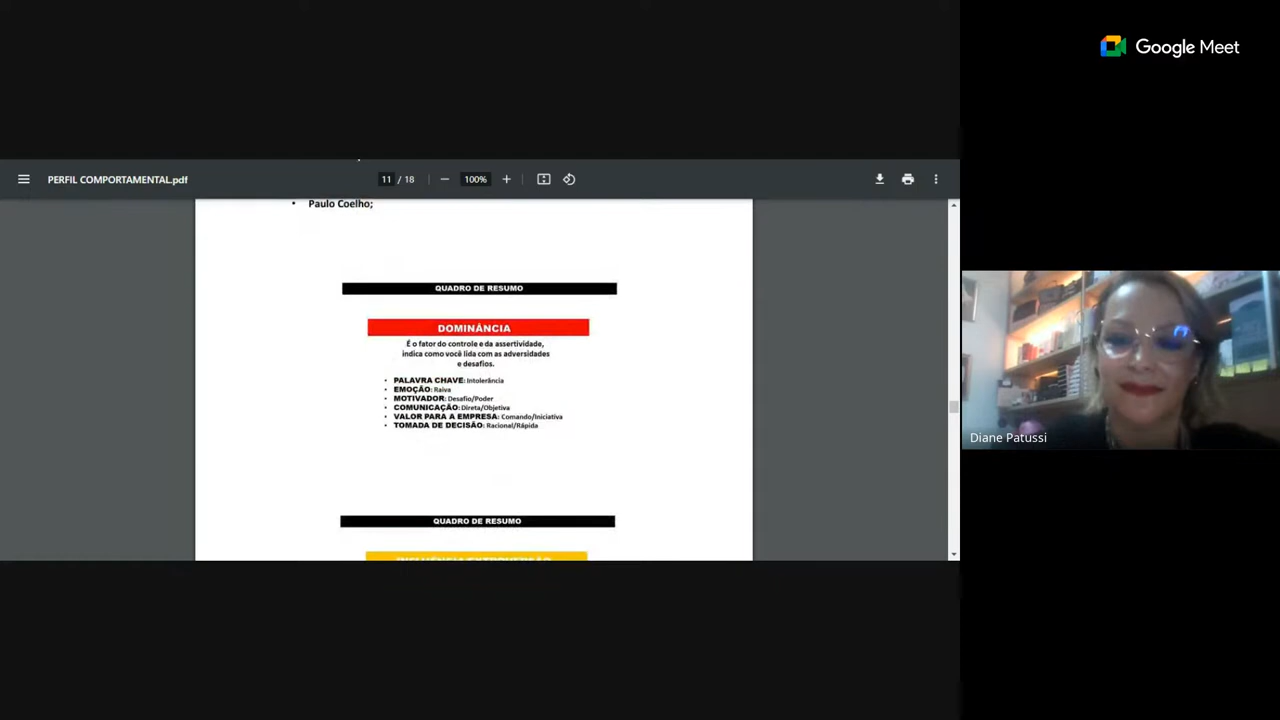 Google Meet
PERFIL COMPORTAMENTAL.pdf
11 / 18
100%
• Paulo Coelho;
QUADRO DE RESUMO
DOMINÂNCIA
É o fator do controle e da assertividade,
indica como você lida com as adversidades
e desafios.
• PALAVRA CHAVE: Intolerância
• EMOÇÃO: Raiva
• MOTIVADOR: Desafio/Poder
• COMUNICAÇÃO: Direta/Objetiva
• VALOR PARA A EMPRESA: Comando/Iniciativa
• TOMADA DE DECISÃO: Racional/Rápida
Diane Patussi
QUADRO DE RESUMO